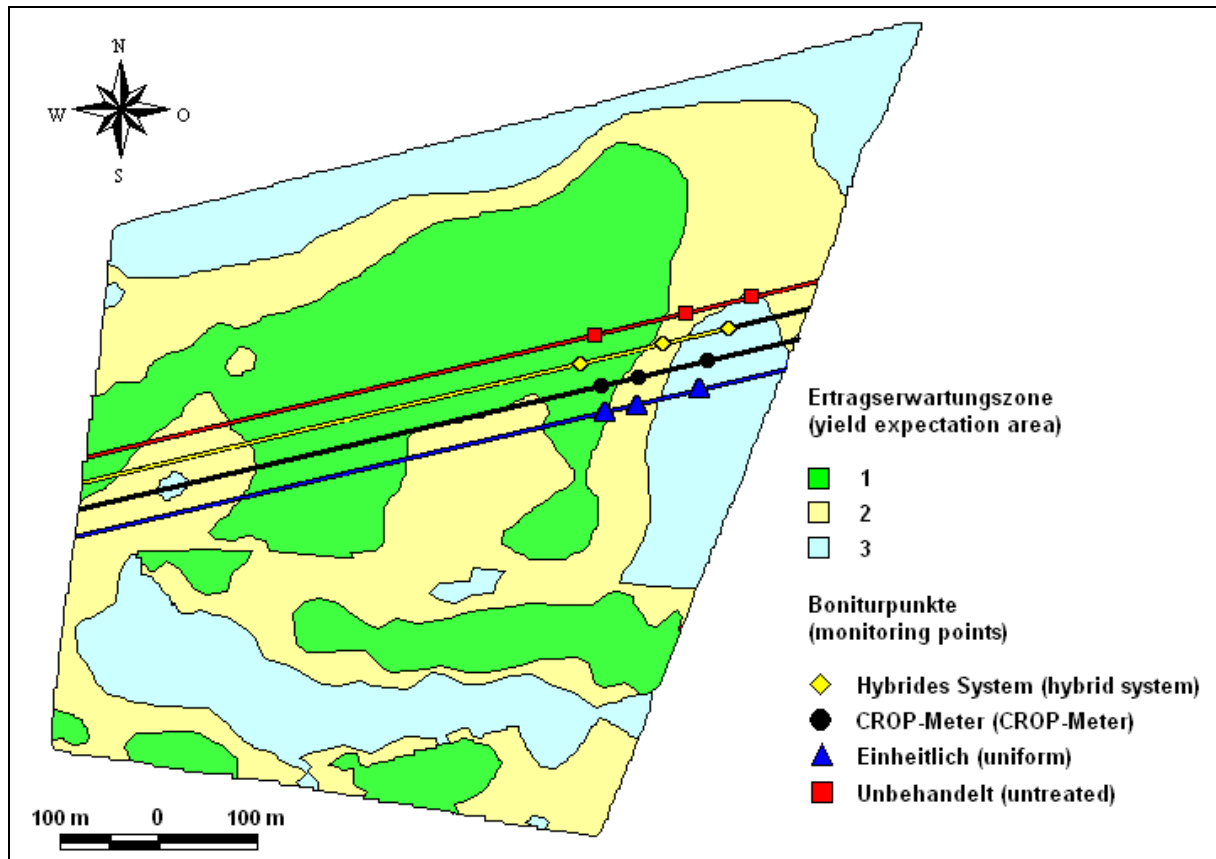 N
W O
S
Ertragserwartungszone
(yield expectation area)
1
2
3
Boniturpunkte
(monitoring points)
Hybrides System (hybrid system)
CROP-Meter (CROP-Meter)
Einheitlich (uniform)
Unbehandelt (untreated)
100 m 0 100 m